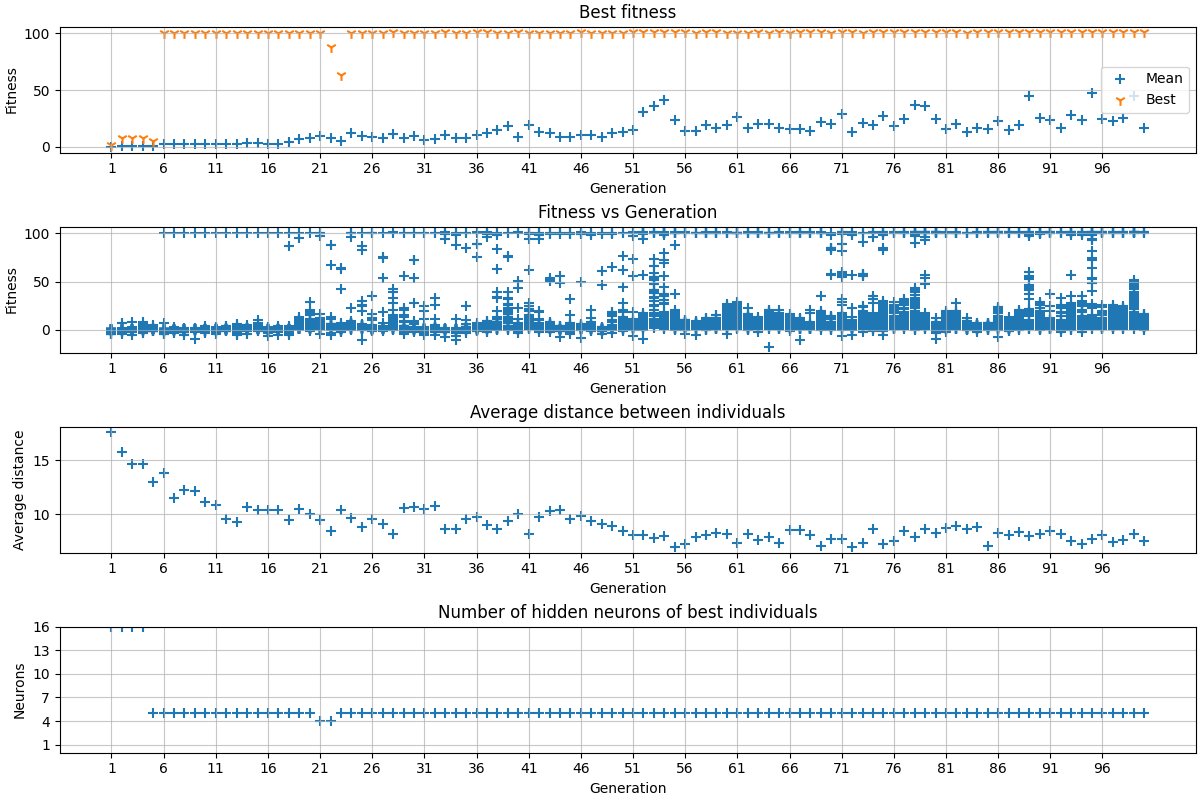 Best fitness
100
50
0
Fitness
Mean
Best
1 6 11 16 21 26 31 36 41 46 51 56 61 66 71 76 81 86 91 96
Generation
Fitness vs Generation
100
50
0
Fitness
1 6 11 16 21 26 31 36 41 46 51 56 61 66 71 76 81 86 91 96
Generation
Average distance between individuals
15
10
Average distance
1 6 11 16 21 26 31 36 41 46 51 56 61 66 71 76 81 86 91 96
Generation
Number of hidden neurons of best individuals
16
13
10
7
4
1
Neurons
1 6 11 16 21 26 31 36 41 46 51 56 61 66 71 76 81 86 91 96
Generation